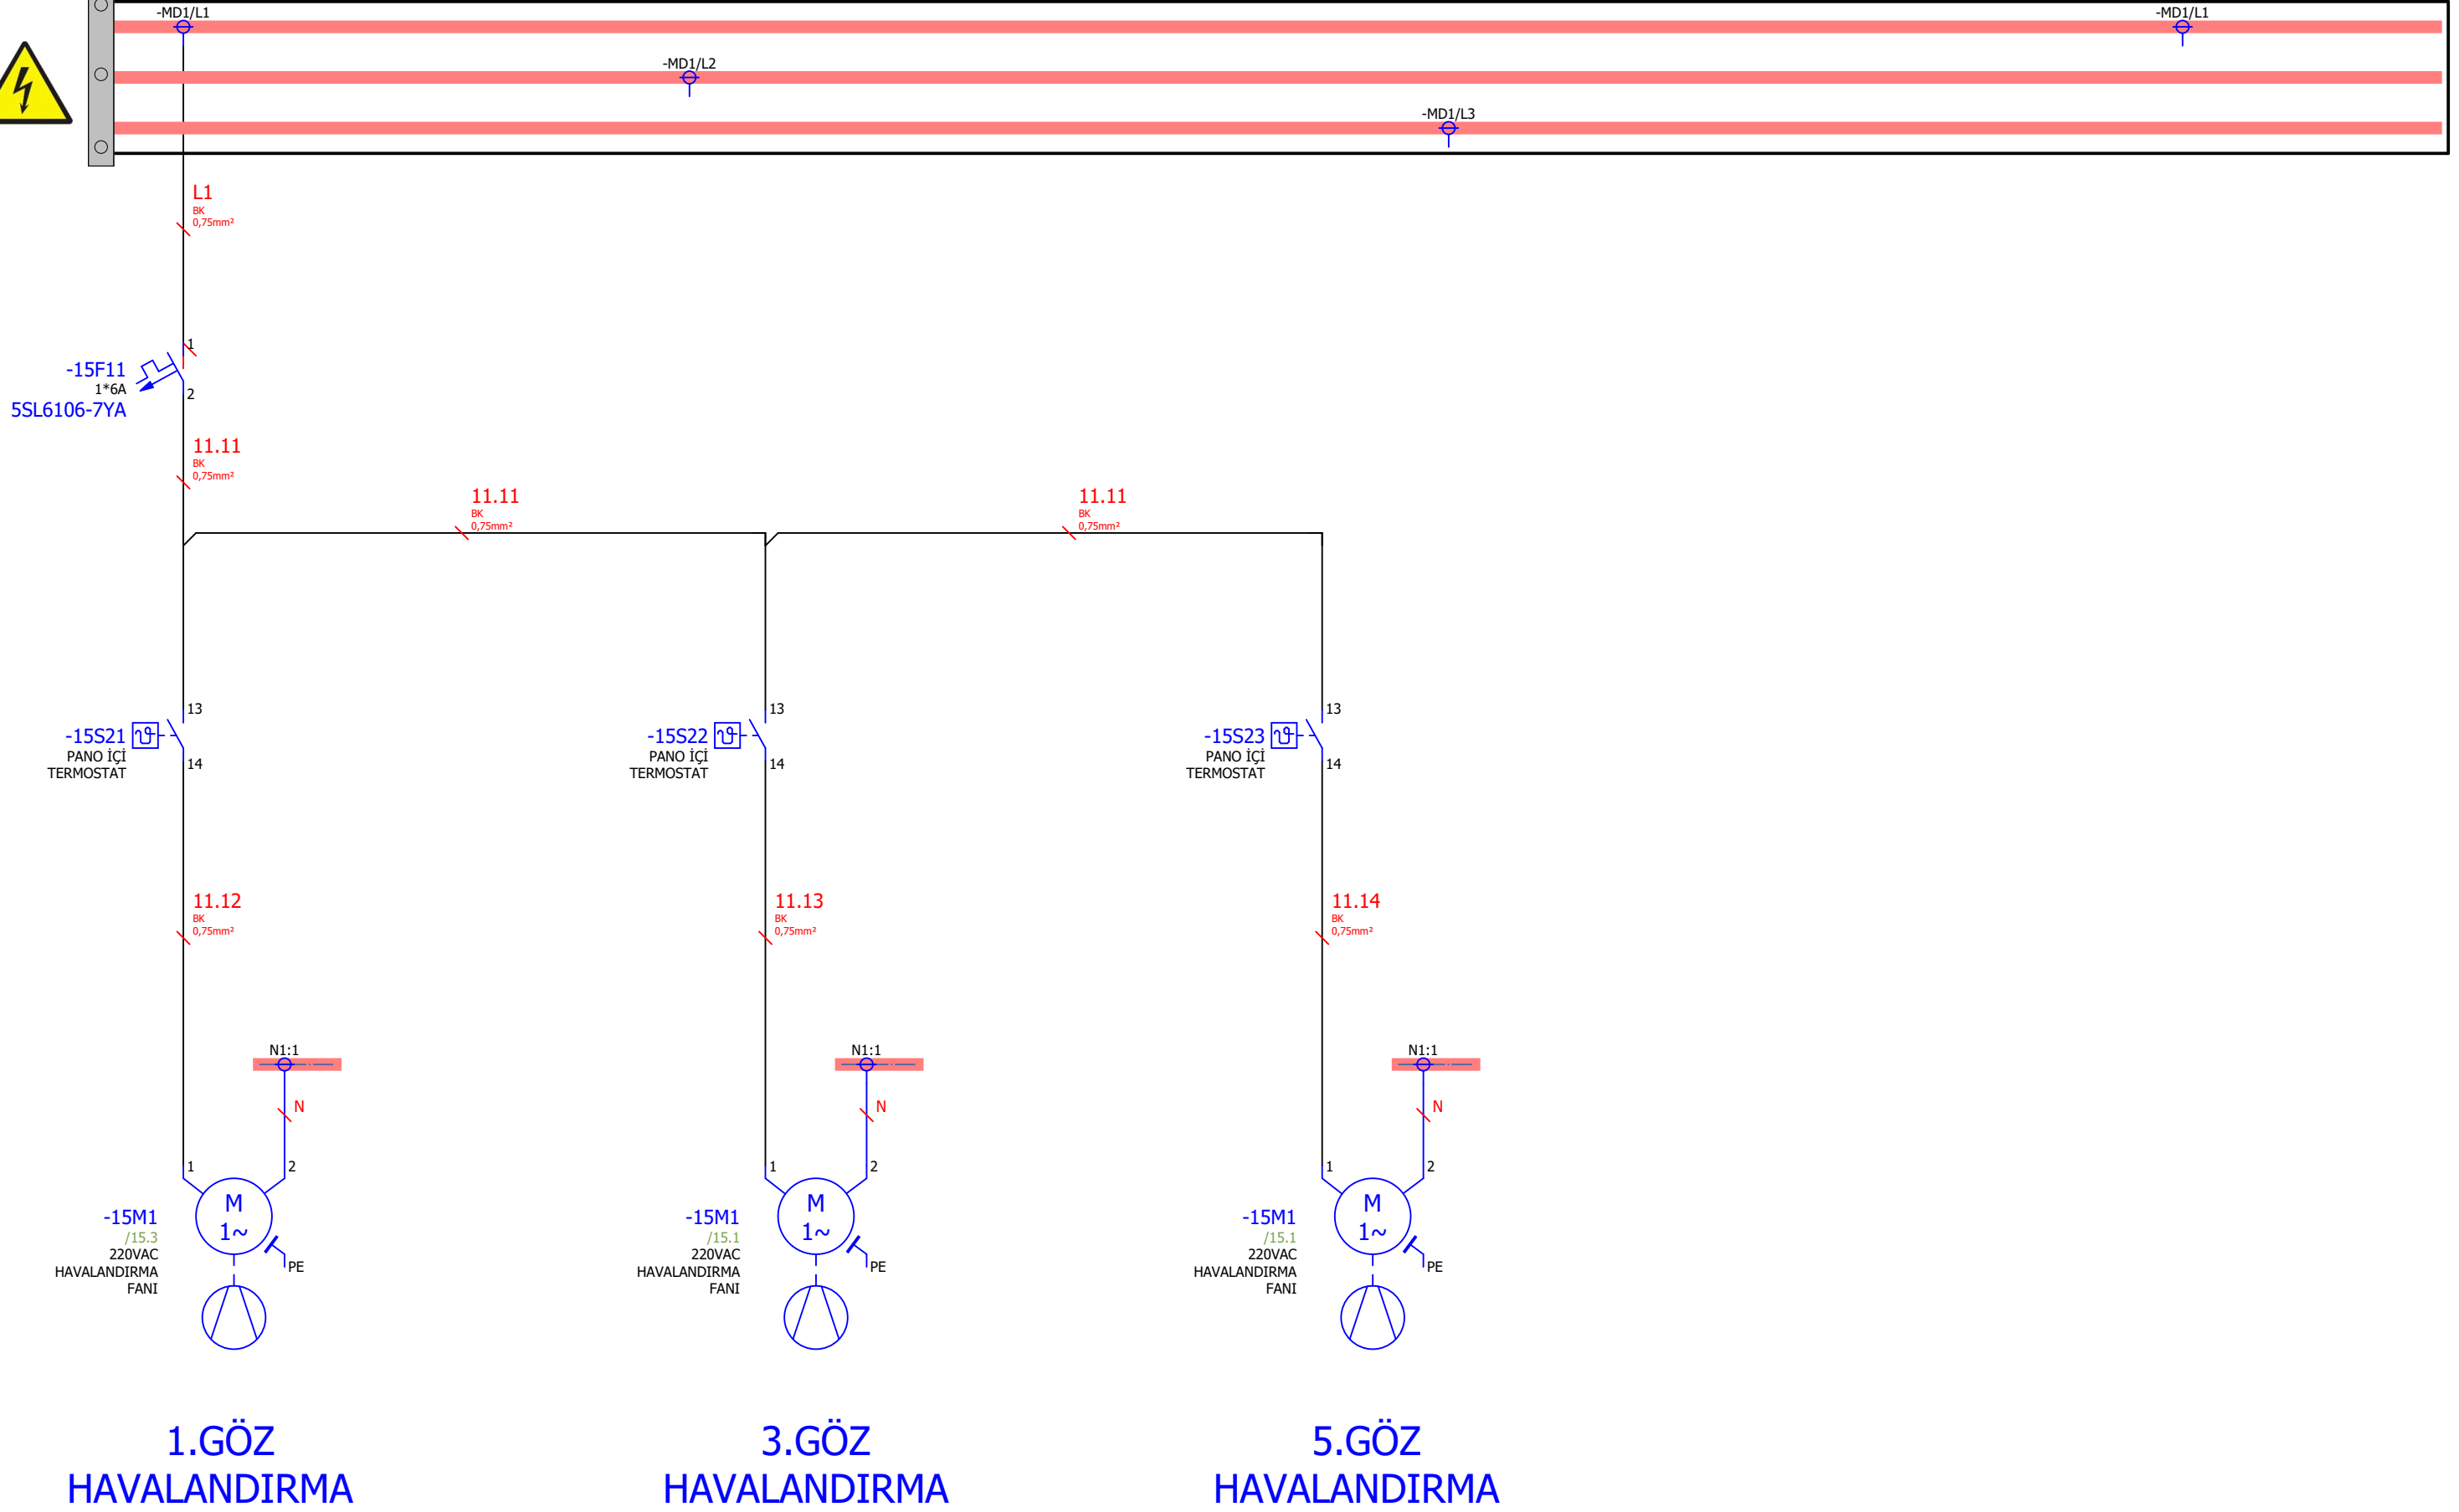 -MD1/L1
-MD1/L1
-MD1/L2
-MD1/L3
L1
BK
0,75mm²
1
-15F11
1*6A
2
5SL6106-7YA
11.11
BK
0,75mm²
11.11
BK
0,75mm²
11.11
BK
0,75mm²
13
-15S21
PANO İÇİ
TERMOSTAT
14
13
-15S22
PANO İÇİ
TERMOSTAT
14
13
-15S23
PANO İÇİ
TERMOSTAT
14
11.12
BK
0,75mm²
11.13
BK
0,75mm²
11.14
BK
0,75mm²
N1:1
N
N1:1
N
N1:1
N
1
2
M
1~
-15M1
/15.3
220VAC
HAVALANDIRMA
FANI
PE
1
2
M
1~
-15M1
/15.1
220VAC
HAVALANDIRMA
FANI
PE
1
2
M
1~
-15M1
/15.1
220VAC
HAVALANDIRMA
FANI
PE
1.GÖZ
HAVALANDIRMA
3.GÖZ
HAVALANDIRMA
5.GÖZ
HAVALANDIRMA